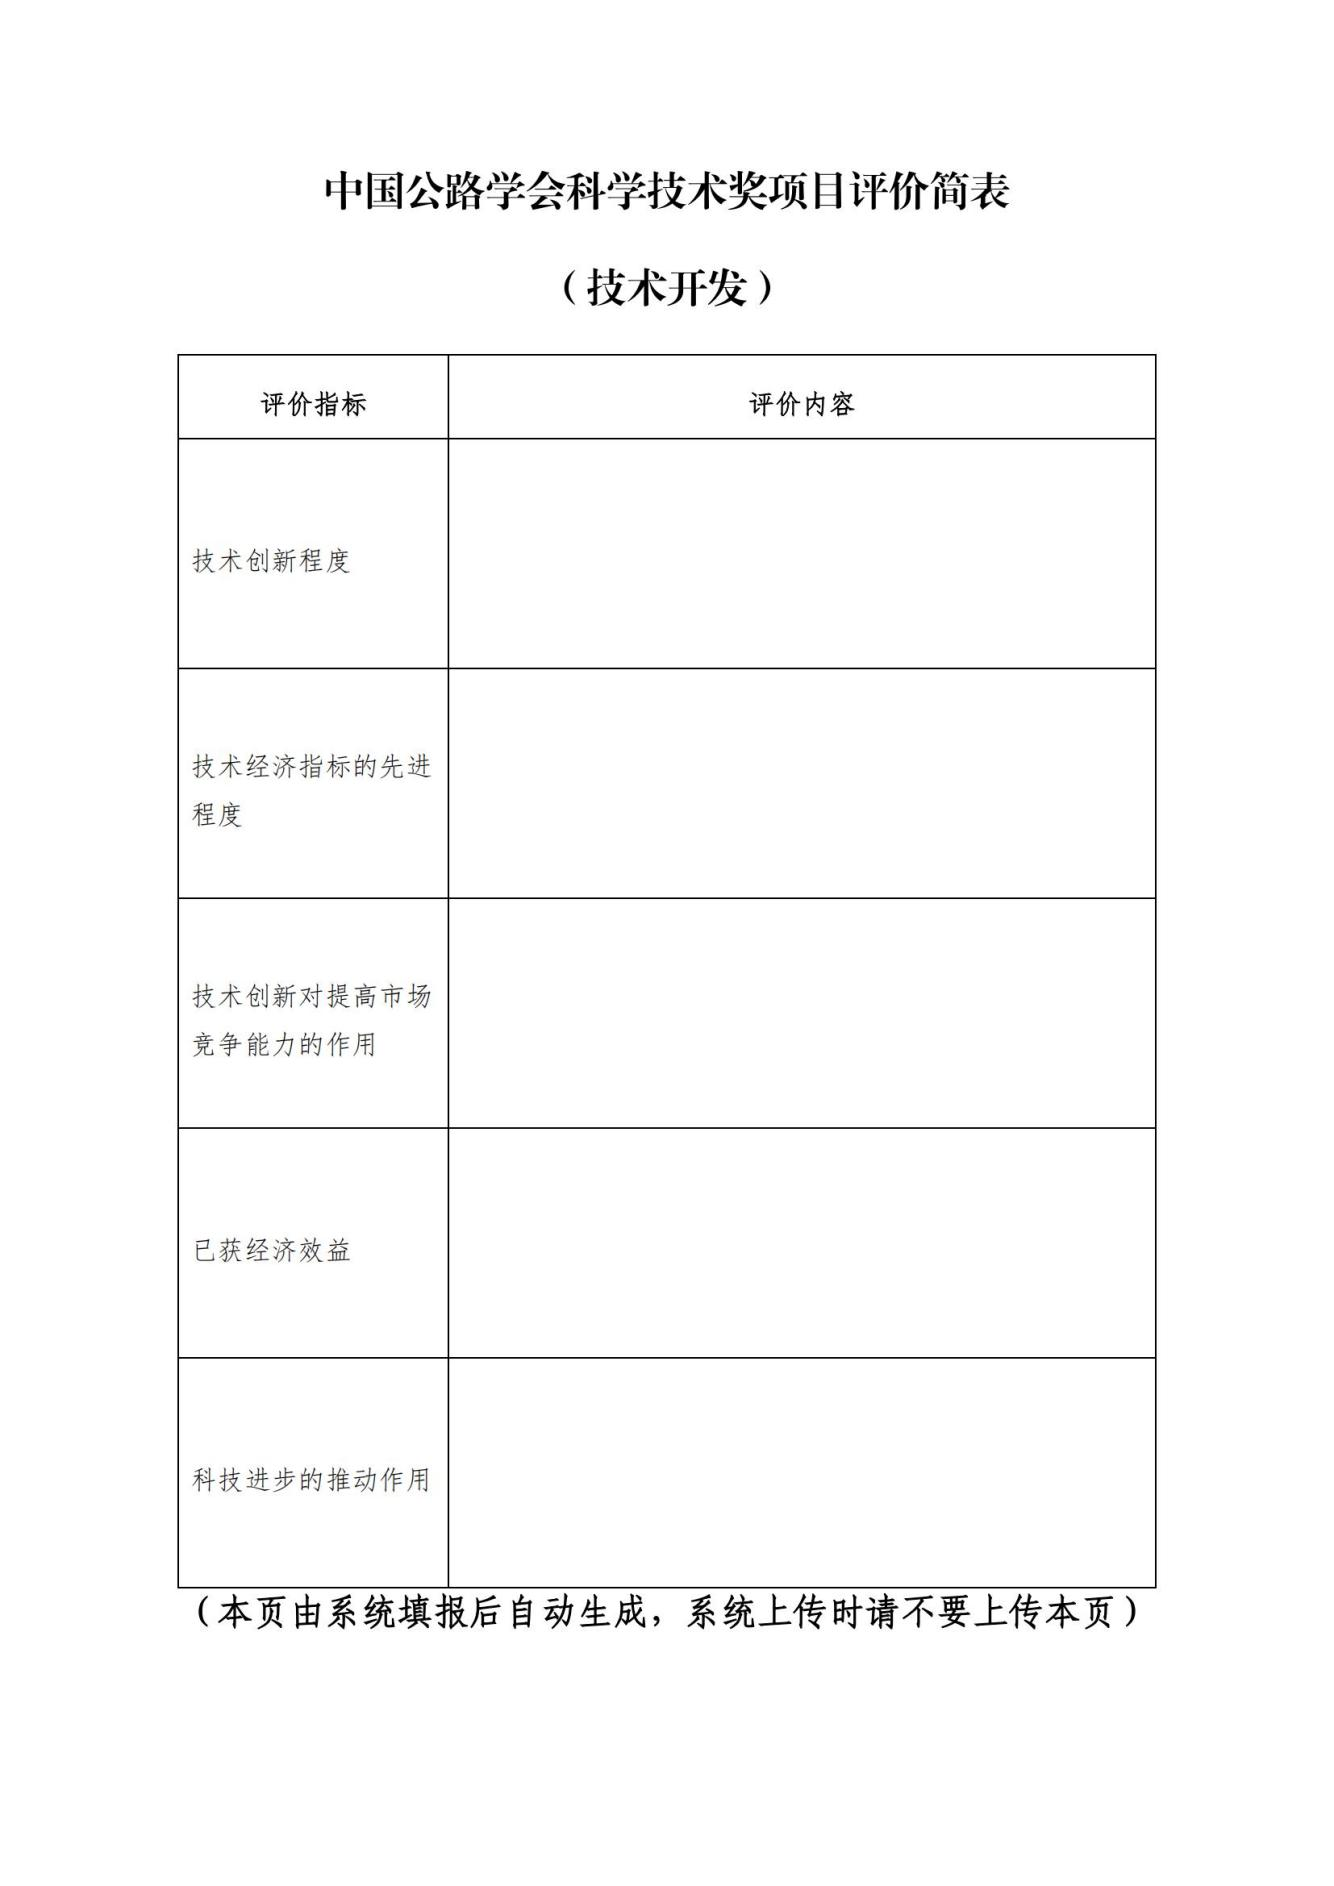 中国公路学会科学技术奖项目评价简表
（技术开发）
评价指标
评价内容
技术创新程度
技术经济指标的先进
程度
技术创新对提高市场
竞争能力的作用
已获经济效益
科技进步的推动作用
（本页由系统填报后自动生成，系统上传时请不要上传本页）